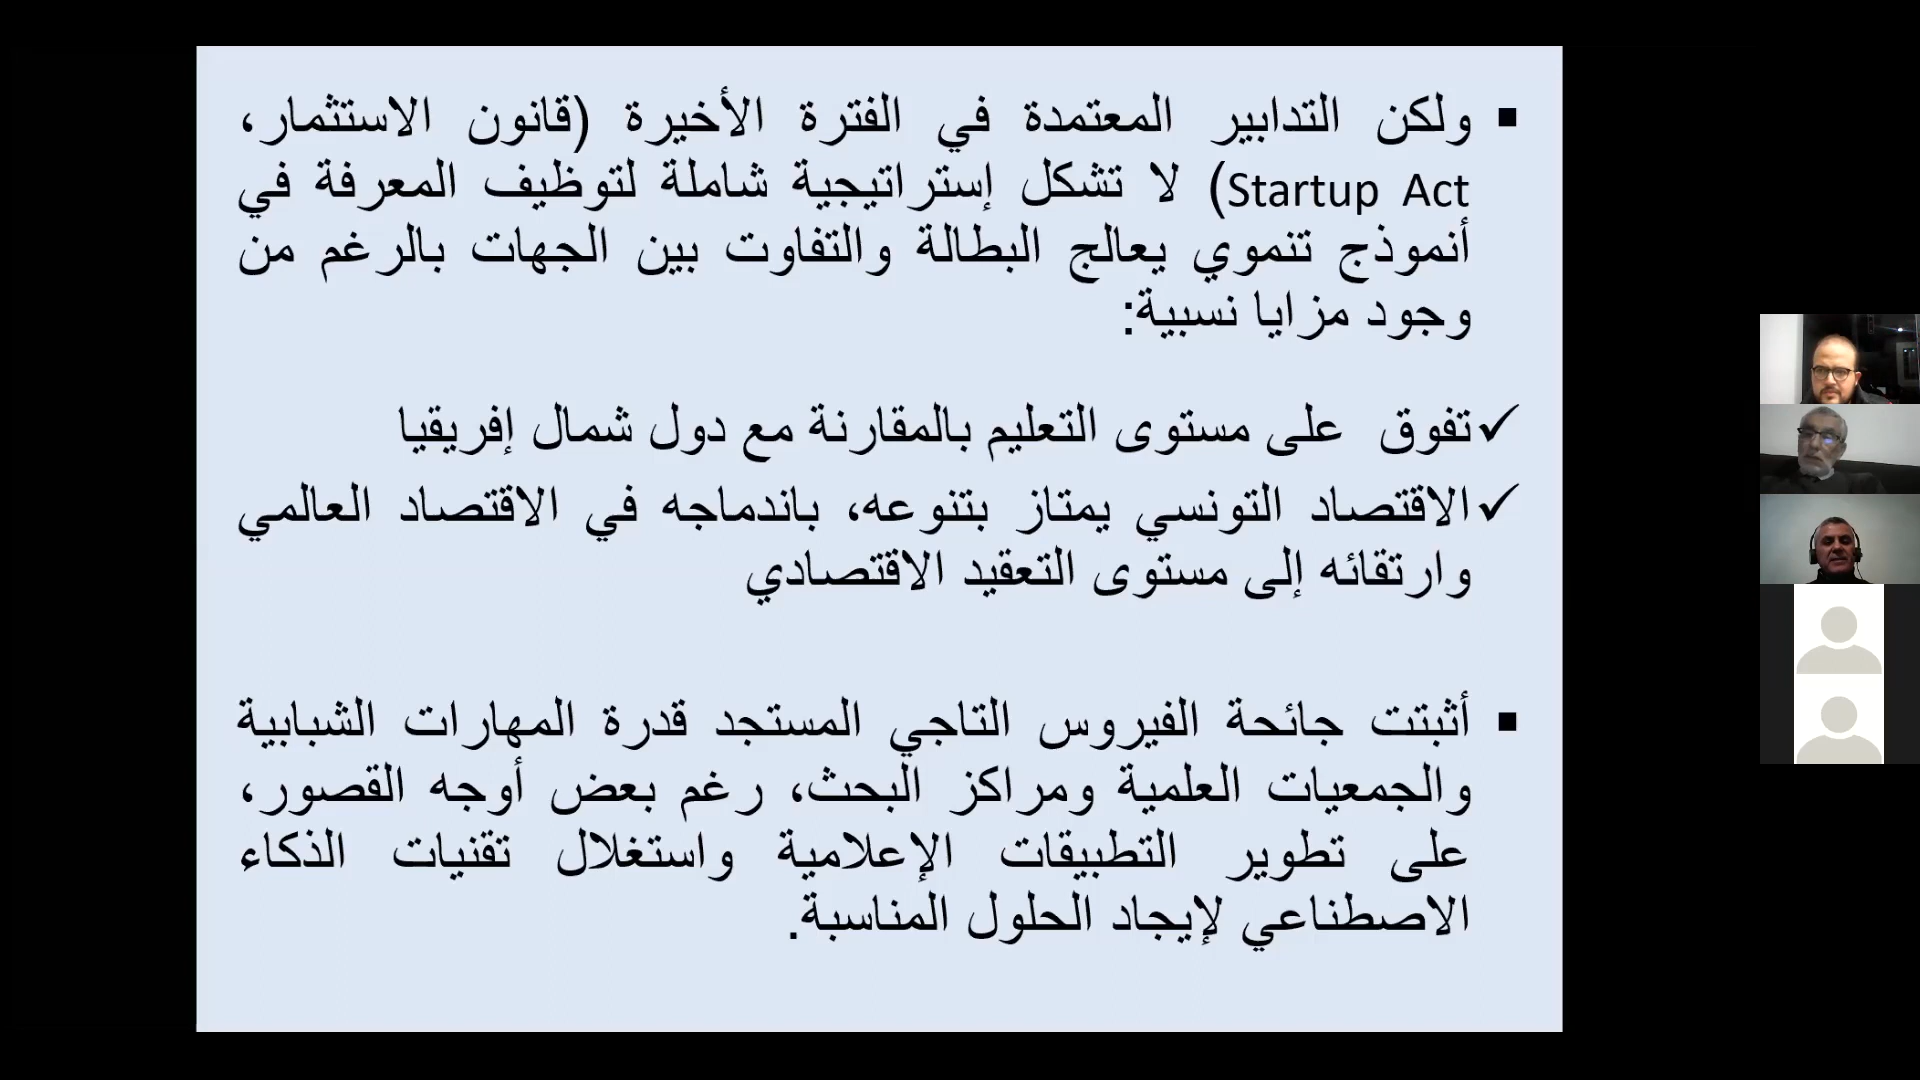 ▪ ولكن التدابير المعتمدة في الفترة الأخيرة (قانون الاستثمار،
Startup Act) لا تشكل إستراتيجية شاملة لتوظيف المعرفة في
أنموذج تنموي يعالج البطالة والتفاوت بين الجهات بالرغم من
وجود مزايا نسبية:
✓ تفوق على مستوى التعليم بالمقارنة مع دول شمال إفريقيا
✓ الاقتصاد التونسي يمتاز بتنوعه، باندماجه في الاقتصاد العالمي
وارتقائه إلى مستوى التعقيد الاقتصادي
▪ أثبتت جائحة الفيروس التاجي المستجد قدرة المهارات الشبابية
والجمعيات العلمية ومراكز البحث، رغم بعض أوجه القصور،
على تطوير التطبيقات الإعلامية واستغلال تقنيات الذكاء
الاصطناعي لإيجاد الحلول المناسبة.